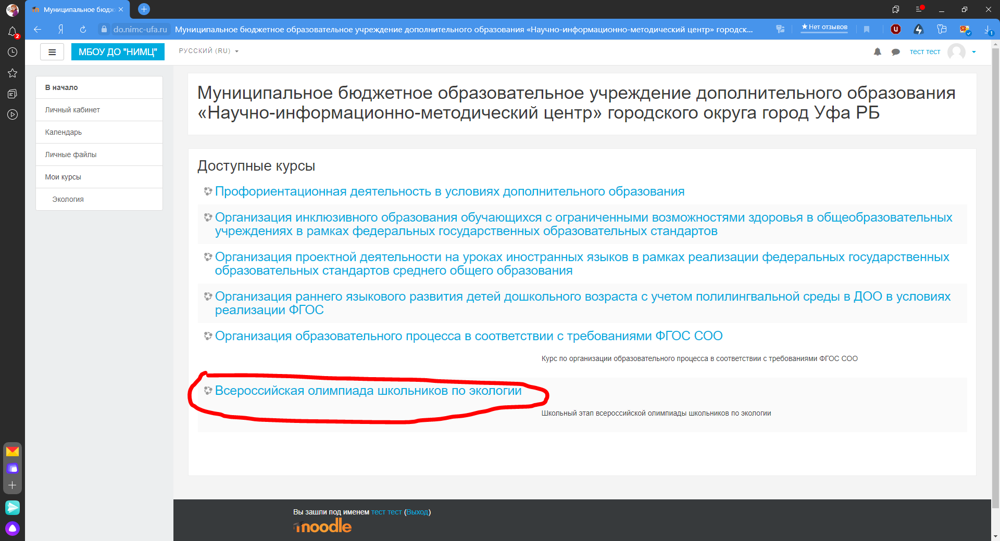 Муниципальное бюдж
2
do.nimc-ufa.ru Муниципальное бюджетное образовательное учреждение дополнительного образования «Научно-информационно-методический центр» городск...
★ Нет отзывов
1
МБОУ ДО "НИМЦ"
РУССКИЙ (RU)
тест тест
В начало
Личный кабинет
Календарь
Личные файлы
Мои курсы
Экология
Муниципальное бюджетное образовательное учреждение дополнительного образования
«Научно-информационно-методический центр» городского округа город Уфа РБ
Доступные курсы
Профориентационная деятельность в условиях дополнительного образования
Организация инклюзивного образования обучающихся с ограниченными возможностями здоровья в общеобразовательных
учреждениях в рамках федеральных государственных образовательных стандартов
Организация проектной деятельности на уроках иностранных языков в рамках реализации федеральных государственных
образовательных стандартов среднего общего образования
Организация раннего языкового развития детей дошкольного возраста с учетом полилингвальной среды в ДОО в условиях
реализации ФГОС
Организация образовательного процесса в соответствии с требованиями ФГОС СОО
Курс по организации образовательного процесса в соответствии с требованиями ФГОС СОО
Всероссийская олимпиада школьников по экологии
Школьный этап всероссийской олимпиады школьников по экологии
Вы зашли под именем тест тест (Выход)
moodle